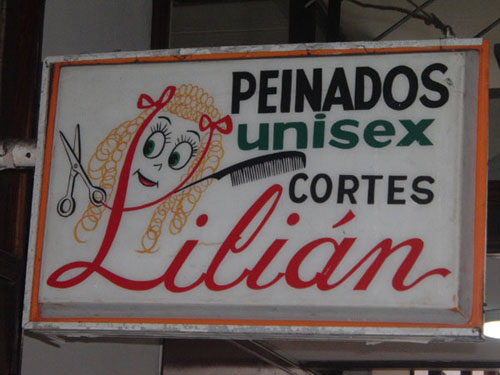 PEINADOS
unisex
CORTES
Lilián